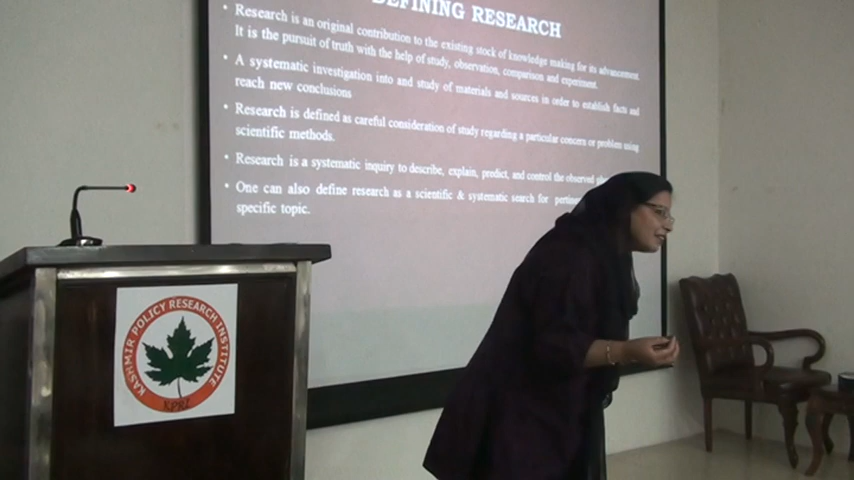 DEFINING RESEARCH
• Research is an original contribution to the existing stock of knowledge making for its advancement.
It is the pursuit of truth with the help of study, observation, comparison and experiment.
• A systematic investigation into and study of materials and sources in order to establish facts and
reach new conclusions
• Research is defined as careful consideration of study regarding a particular concern or problem using
scientific methods.
• Research is a systematic inquiry to describe, explain, predict, and control the observed
• One can also define research as a scientific & systematic search for
specific topic.
KASHMIR POLICY RESEARCH INSTITUTE
KPRI